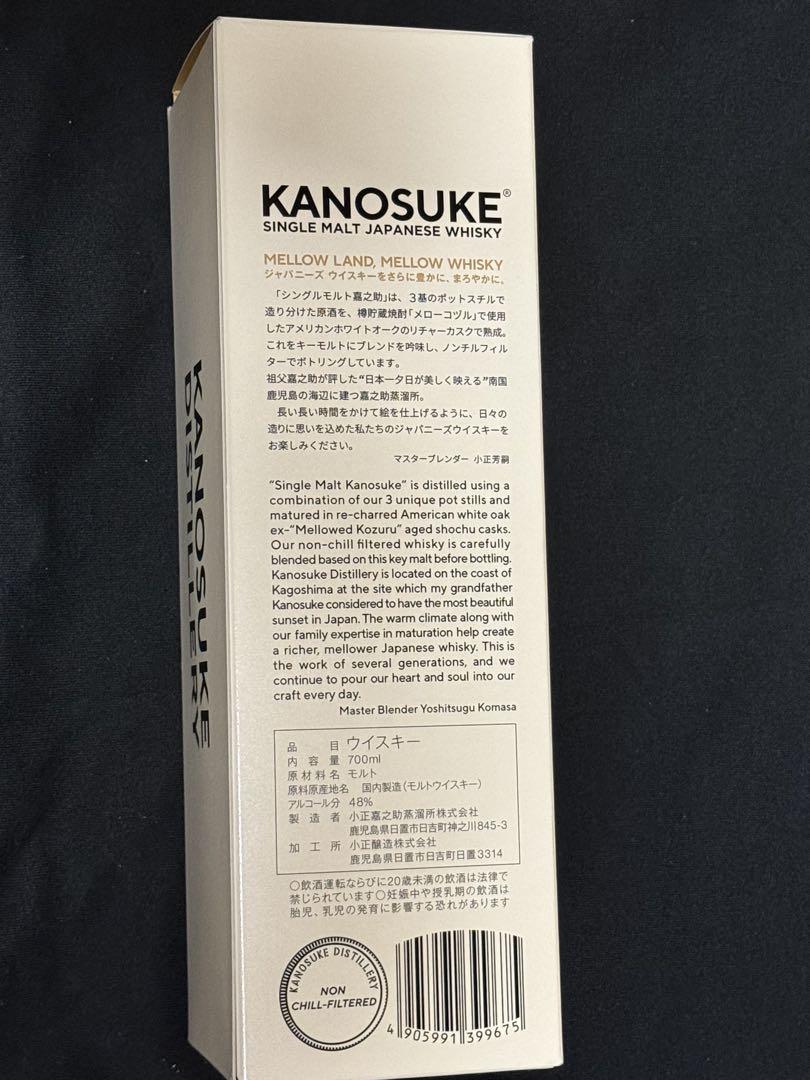 KANOSUKE®
SINGLE MALT JAPANESE WHISKY
MELLOW LAND, MELLOW WHISKY
ジャパニーズ ウイスキーをさらに豊かに、まろやかに。
「シングルモルト嘉之助」は、3基のポットスチルで
造り分けた原酒を、樽貯蔵焼酎「メローコヅル」で使用
したアメリカンホワイトオークのリチャーカスクで熟成。
これをキーモルトにブレンドを吟味し、ノンチルフィル
ターでボトリングしています。
祖父嘉之助が評した“日本一夕日が美しく映える”南国
鹿児島の海辺に建つ嘉之助蒸溜所。
長い長い時間をかけて絵を仕上げるように、日々の
造りに思いを込めた私たちのジャパニーズウイスキーを
お楽しみください。
マスターブレンダー 小正芳嗣
“Single Malt Kanosuke” is distilled using a
combination of our 3 unique pot stills and
matured in re-charred American white oak
ex-“Mellowed Kozuru” aged shochu casks.
Our non-chill filtered whisky is carefully
blended based on this key malt before bottling.
Kanosuke Distillery is located on the coast of
Kagoshima at the site which my grandfather
Kanosuke considered to have the most beautiful
sunset in Japan. The warm climate along with
our family expertise in maturation help create
a richer, mellower Japanese whisky. This is
the work of several generations, and we
continue to pour our heart and soul into our
craft every day.
Master Blender Yoshitsugu Komasa
品目 ウイスキー
内容量 700ml
原材料名 モルト
原料原産地名 国内製造(モルトウイスキー)
アルコール分 48%
製造者 小正嘉之助蒸溜所株式会社
鹿児島県日置市日吉町神之川845-3
加工所 小正醸造株式会社
鹿児島県日置市日吉町日置3314
○飲酒運転ならびに20歳未満の飲酒は法律で
禁じられています○妊娠中や授乳期の飲酒は
胎児、乳児の発育に影響する恐れがあります
KANOSUKE DISTILLERY
NON
CHILL-FILTERED
4 905991 399675
KANOSUKE
DISTILLERY